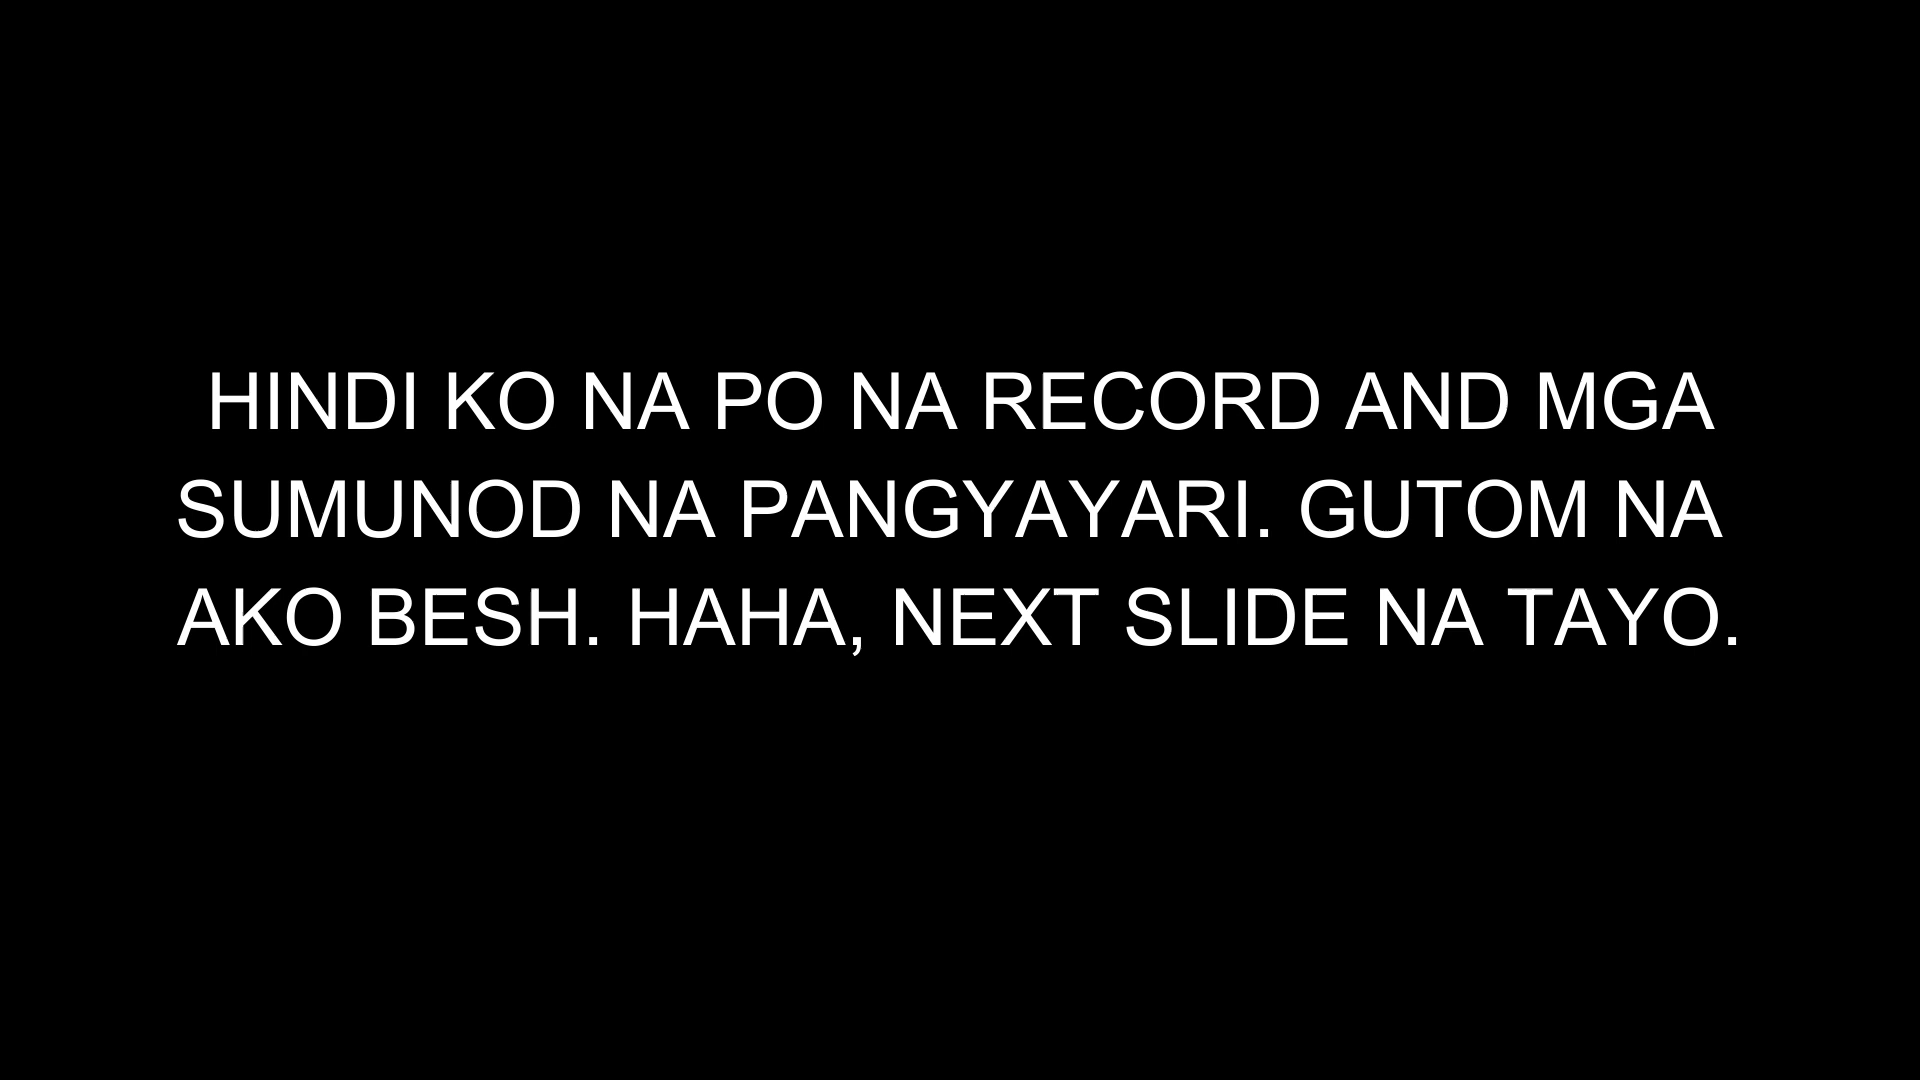 HINDI KO NA PO NA RECORD AND MGA
SUMUNOD NA PANGYAYARI. GUTOM NA
AKO BESH. HAHA, NEXT SLIDE NA TAYO.